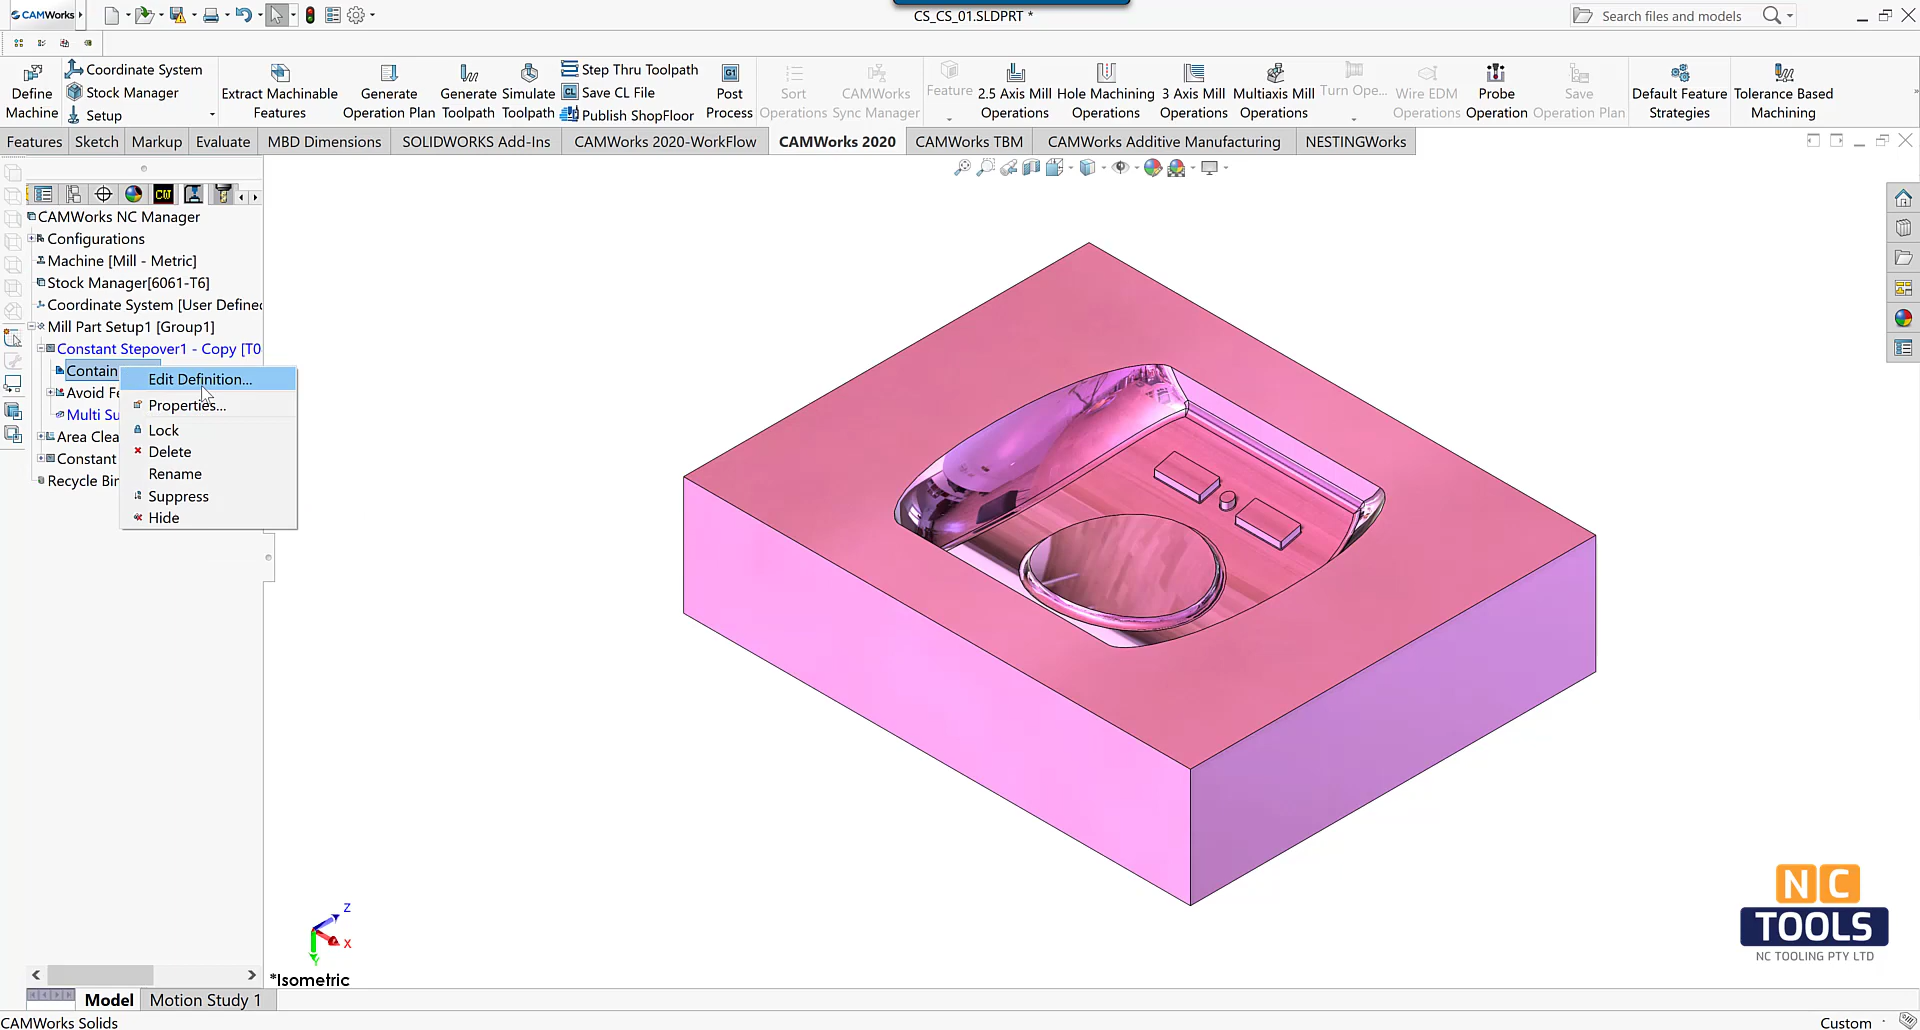 CAMWorks
CS_CS_01.SLDPRT *
Search files and models
Define Machine
Coordinate System
Stock Manager
Setup
Extract Machinable Features
Generate Operation Plan
Generate Toolpath
Simulate Toolpath
Step Thru Toolpath
CL Save CL File
Publish ShopFloor
G1
Post Process
Sort Operations
CAMWorks Sync Manager
Feature
2.5 Axis Mill Operations
Hole Machining Operations
3 Axis Mill Operations
Multiaxis Mill Operations
Turn Ope...
Wire EDM Operations
Probe Operation
Save Operation Plan
Default Feature Strategies
Tolerance Based Machining
Features
Sketch
Markup
Evaluate
MBD Dimensions
SOLIDWORKS Add-Ins
CAMWorks 2020-WorkFlow
CAMWorks 2020
CAMWorks TBM
CAMWorks Additive Manufacturing
NESTINGWorks
CW
CAMWorks NC Manager
Configurations
Machine [Mill - Metric]
Stock Manager[6061-T6]
Coordinate System [User Define
Mill Part Setup1 [Group1]
Constant Stepover1 - Copy [T0
Contain
Avoid Fe
Multi Su
Area Clea
Constant
Recycle Bin
Edit Definition...
Properties...
Lock
Delete
Rename
Suppress
Hide
Z
X
Y
*Isometric
NC
TOOLS
NC TOOLING PTY LTD
Model
Motion Study 1
CAMWorks Solids
Custom